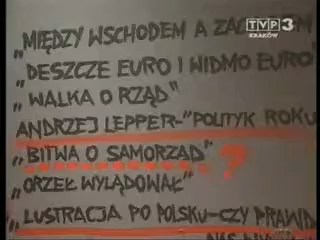 TVP3
KRAKÓW
„MIĘDZY WSCHODEM A
„DESZCZE EURO I WIDMO EURO"
„WALKA O RZĄD"
ANDRZEJ LEPPER-"POLITYK ROKU
„BITWA O SAMORZĄD" ?
„ORZEŁ WYLĄDOWAŁ"
„LUSTRACJA PO POLSKU-CZY PRAWD